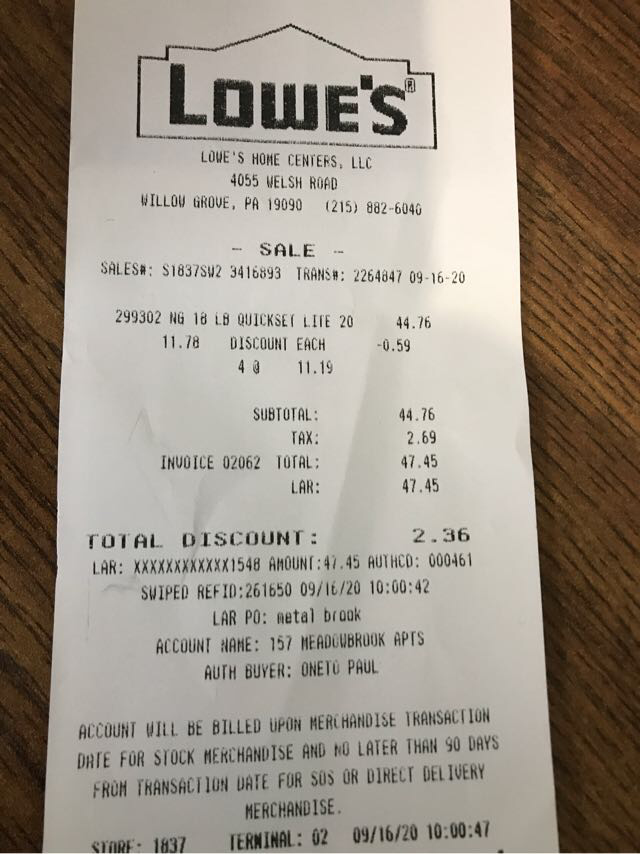 LOWE'S®
LOWE'S HOME CENTERS, LLC
4055 WELSH ROAD
WILLOW GROVE, PA 19090 (215) 882-6040
- SALE -
SALES#: S1837SW2 3416893 TRANS#: 2264847 09-16-20
299302 NG 18 LB QUICKSET LITE 20 44.76
11.78 DISCOUNT EACH -0.59
4 @ 11.19
SUBTOTAL: 44.76
TAX: 2.69
INVOICE 02062 TOTAL: 47.45
LAR: 47.45
TOTAL DISCOUNT: 2.36
LAR: XXXXXXXXXXXX1548 AMOUNT:47.45 AUTHCD: 000461
SWIPED REFID:261650 09/16/20 10:00:42
LAR PO: metal brook
ACCOUNT NAME: 157 MEADOWBROOK APTS
AUTH BUYER: ONETO PAUL
ACCOUNT WILL BE BILLED UPON MERCHANDISE TRANSACTION
DATE FOR STOCK MERCHANDISE AND NO LATER THAN 90 DAYS
FROM TRANSACTION DATE FOR SOS OR DIRECT DELIVERY
MERCHANDISE.
STORE: 1837 TERMINAL: 02 09/16/20 10:00:47